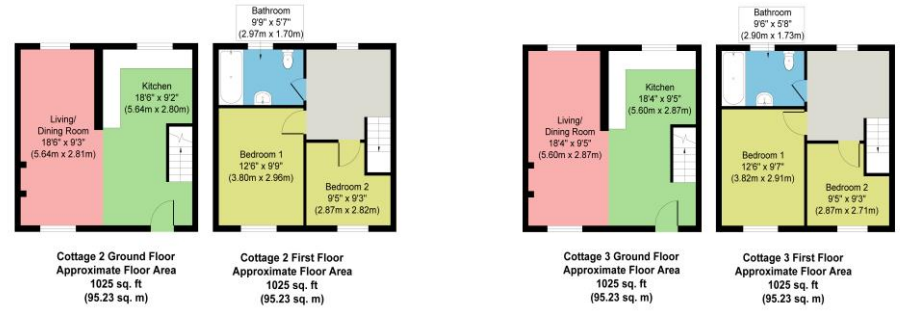 Bathroom
9'9" x 5'7"
(2.97m x 1.70m)
Kitchen
18'6" x 9'2"
(5.64m x 2.80m)
Living/
Dining Room
18'6" x 9'3"
(5.64m x 2.81m)
Bedroom 1
12'6" x 9'9"
(3.80m x 2.96m)
Bedroom 2
9'5" x 9'3"
(2.87m x 2.82m)
Cottage 2 Ground Floor
Approximate Floor Area
1025 sq. ft
(95.23 sq. m)
Cottage 2 First Floor
Approximate Floor Area
1025 sq. ft
(95.23 sq. m)
Bathroom
9'6" x 5'8"
(2.90m x 1.73m)
Kitchen
18'4" x 9'5"
(5.60m x 2.87m)
Living/
Dining Room
18'4" x 9'5"
(5.60m x 2.87m)
Bedroom 1
12'6" x 9'7"
(3.82m x 2.91m)
Bedroom 2
9'5" x 9'3"
(2.87m x 2.71m)
Cottage 3 Ground Floor
Approximate Floor Area
1025 sq. ft
(95.23 sq. m)
Cottage 3 First Floor
Approximate Floor Area
1025 sq. ft
(95.23 sq. m)